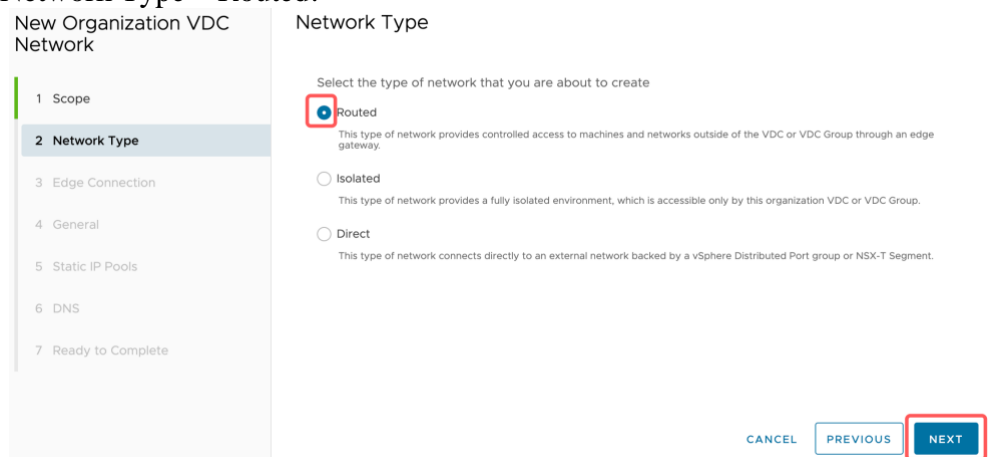 Network Type - Routed.
New Organization VDC
Network
1 Scope
2 Network Type
3 Edge Connection
4 General
5 Static IP Pools
6 DNS
7 Ready to Complete
Network Type
Select the type of network that you are about to create
Routed
This type of network provides controlled access to machines and networks outside of the VDC or VDC Group through an edge
gateway.
Isolated
This type of network provides a fully isolated environment, which is accessible only by this organization VDC or VDC Group.
Direct
This type of network connects directly to an external network backed by a vSphere Distributed Port group or NSX-T Segment.
CANCEL
PREVIOUS
NEXT